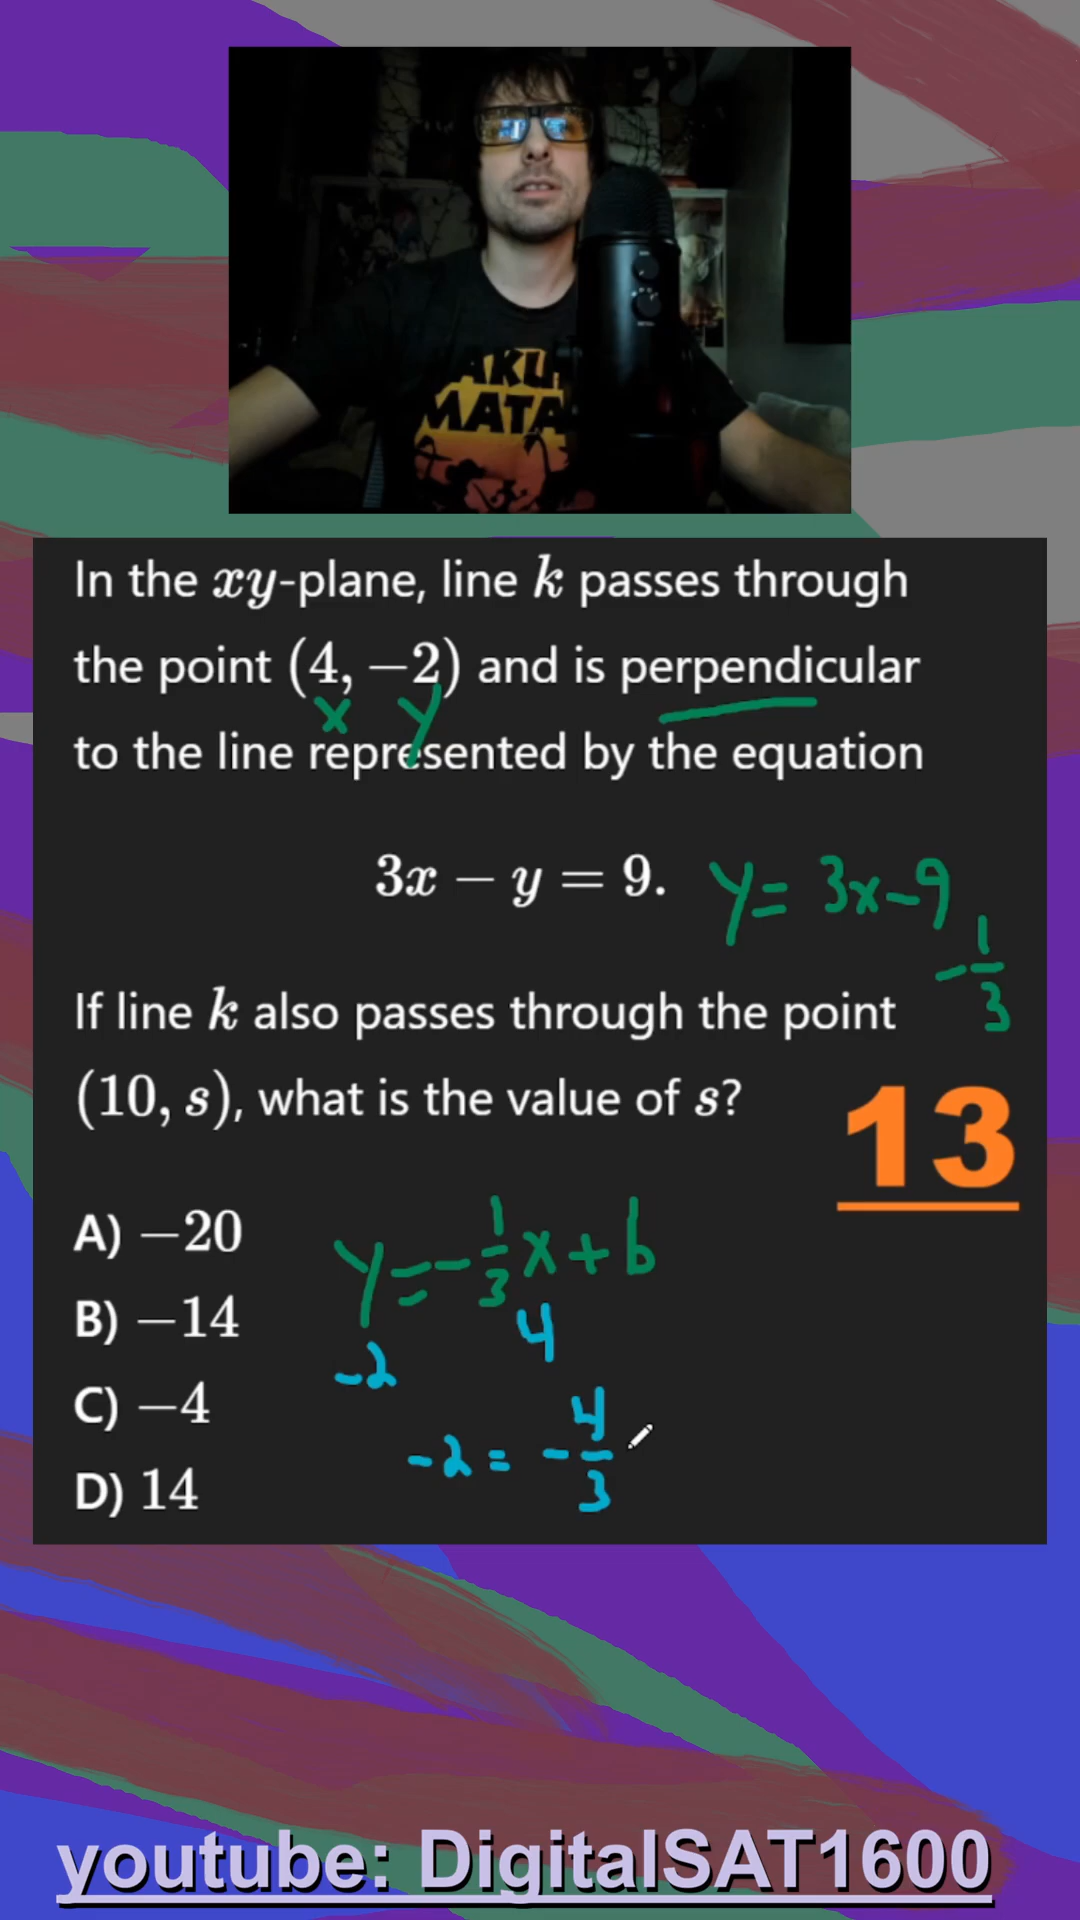 AKU
MATA
In the xy-plane, line k passes through
the point (4, −2) and is perpendicular
x y
to the line represented by the equation
3x − y = 9. y = 3x-9
-1/3
If line k also passes through the point
(10, s), what is the value of s?
13
A) −20
y = -1/3 x + b
B) −14
4
-2
C) −4
-2 = -4/3
D) 14
youtube: DigitalSAT1600